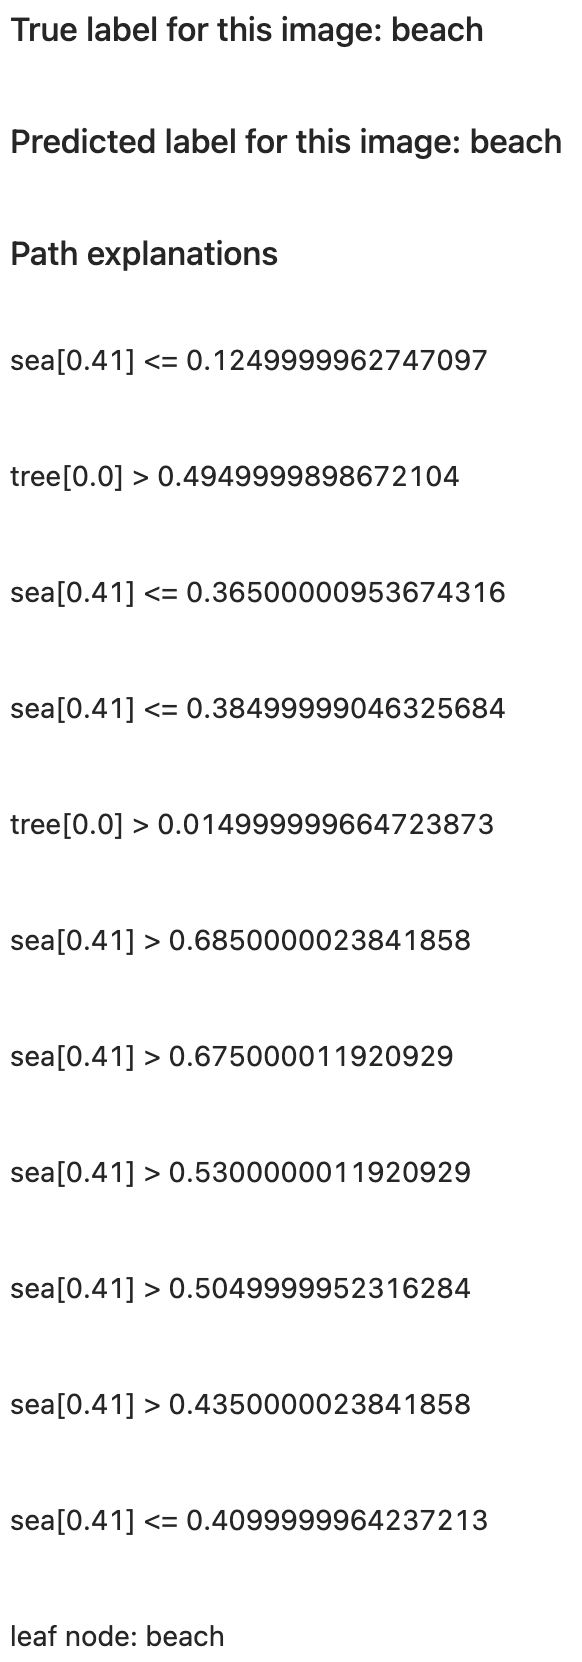 True label for this image: beach
Predicted label for this image: beach
Path explanations
sea[0.41] <= 0.1249999962747097
tree[0.0] > 0.4949999898672104
sea[0.41] <= 0.36500000953674316
sea[0.41] <= 0.38499999046325684
tree[0.0] > 0.014999999664723873
sea[0.41] > 0.6850000023841858
sea[0.41] > 0.675000011920929
sea[0.41] > 0.5300000011920929
sea[0.41] > 0.5049999952316284
sea[0.41] > 0.4350000023841858
sea[0.41] <= 0.4099999964237213
leaf node: beach